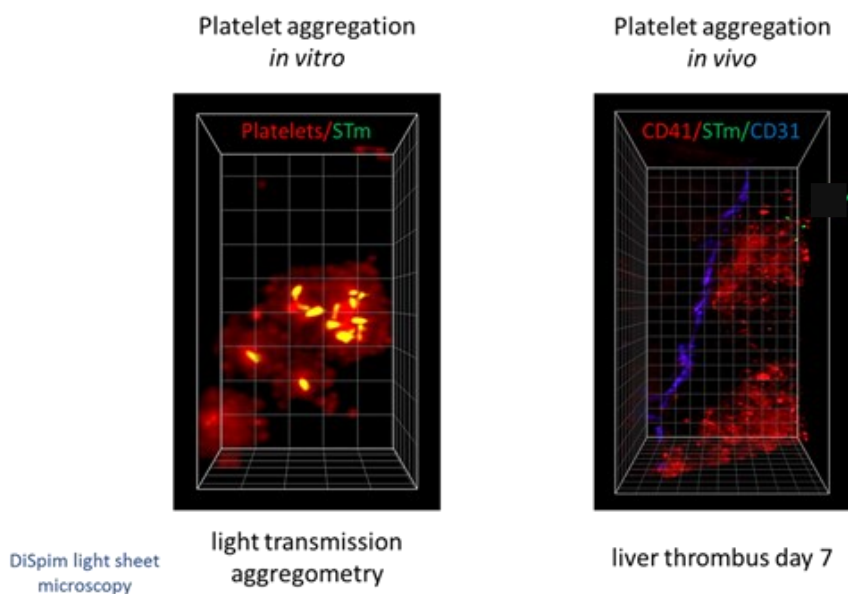 Platelet aggregation
in vitro
Platelet aggregation
in vivo
Platelets/STm
CD41/STm/CD31
DiSpim light sheet
microscopy
light transmission
aggregometry
liver thrombus day 7